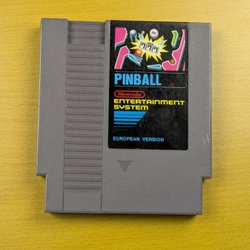 PINBALL
Nintendo
ENTERTAINMENT
SYSTEM
EUROPEAN VERSION